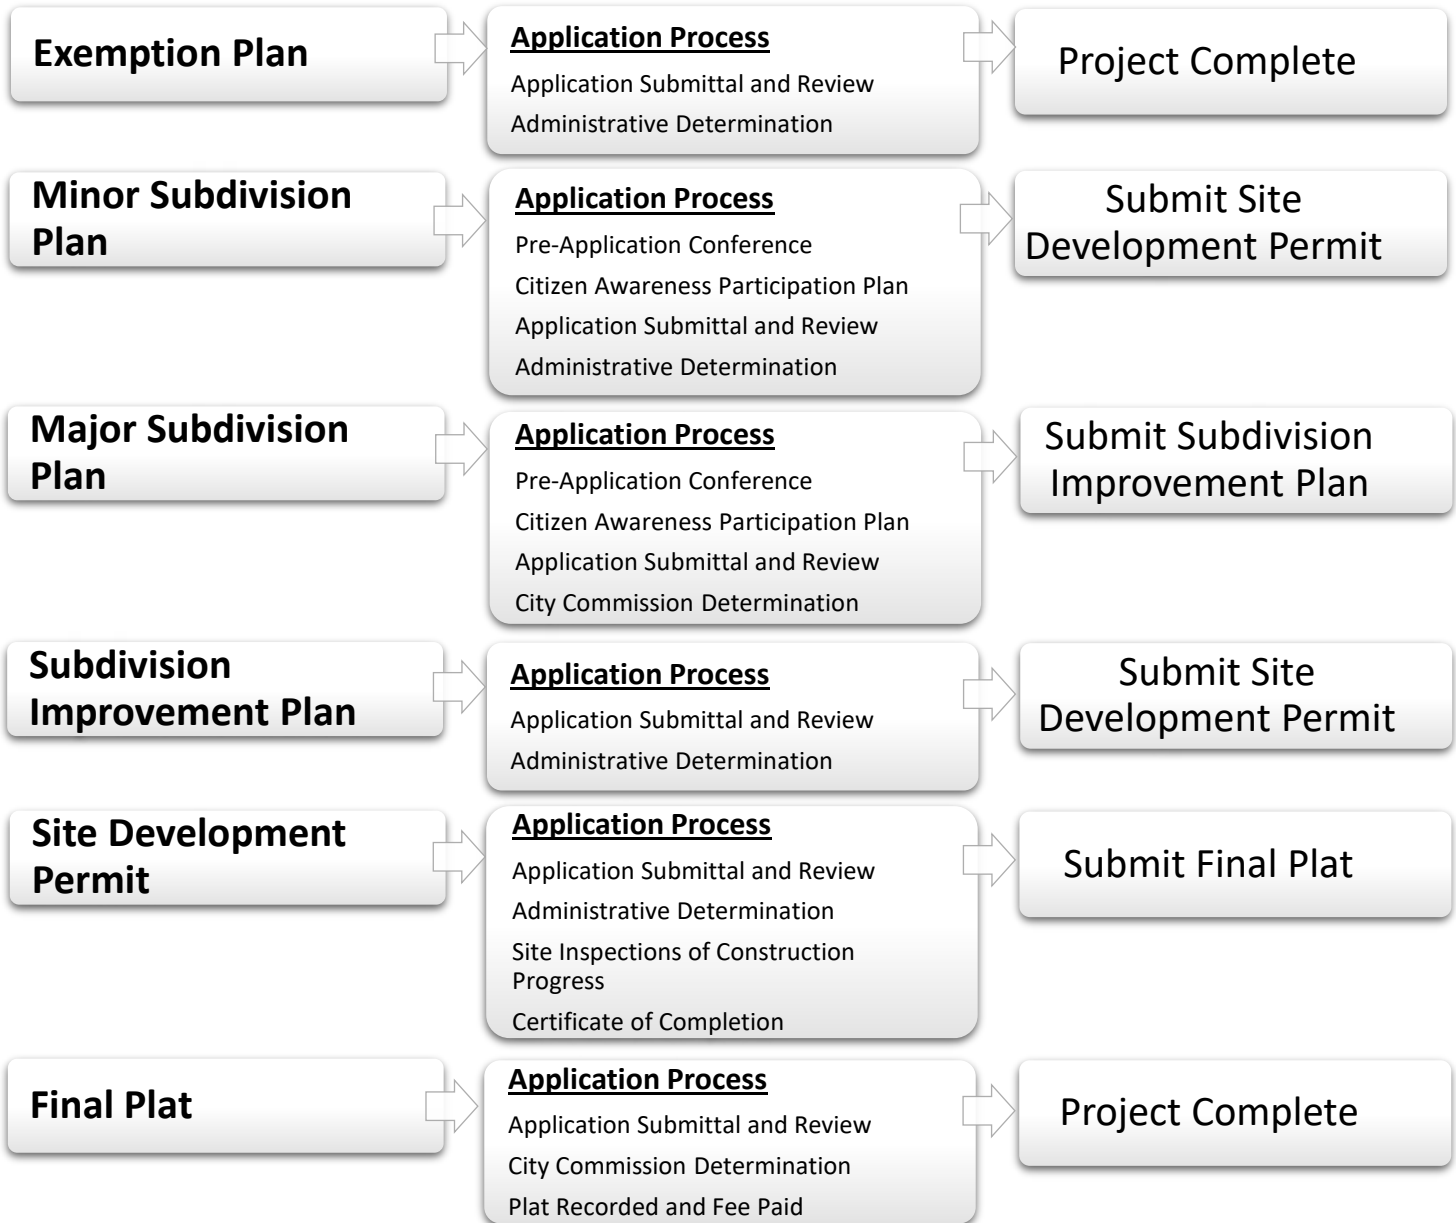 Exemption Plan
Application Process
Application Submittal and Review
Administrative Determination
Project Complete
Minor Subdivision
Plan
Application Process
Pre-Application Conference
Citizen Awareness Participation Plan
Application Submittal and Review
Administrative Determination
Submit Site
Development Permit
Major Subdivision
Plan
Application Process
Pre-Application Conference
Citizen Awareness Participation Plan
Application Submittal and Review
City Commission Determination
Submit Subdivision
Improvement Plan
Subdivision
Improvement Plan
Application Process
Application Submittal and Review
Administrative Determination
Submit Site
Development Permit
Site Development
Permit
Application Process
Application Submittal and Review
Administrative Determination
Site Inspections of Construction
Progress
Certificate of Completion
Submit Final Plat
Final Plat
Application Process
Application Submittal and Review
City Commission Determination
Plat Recorded and Fee Paid
Project Complete